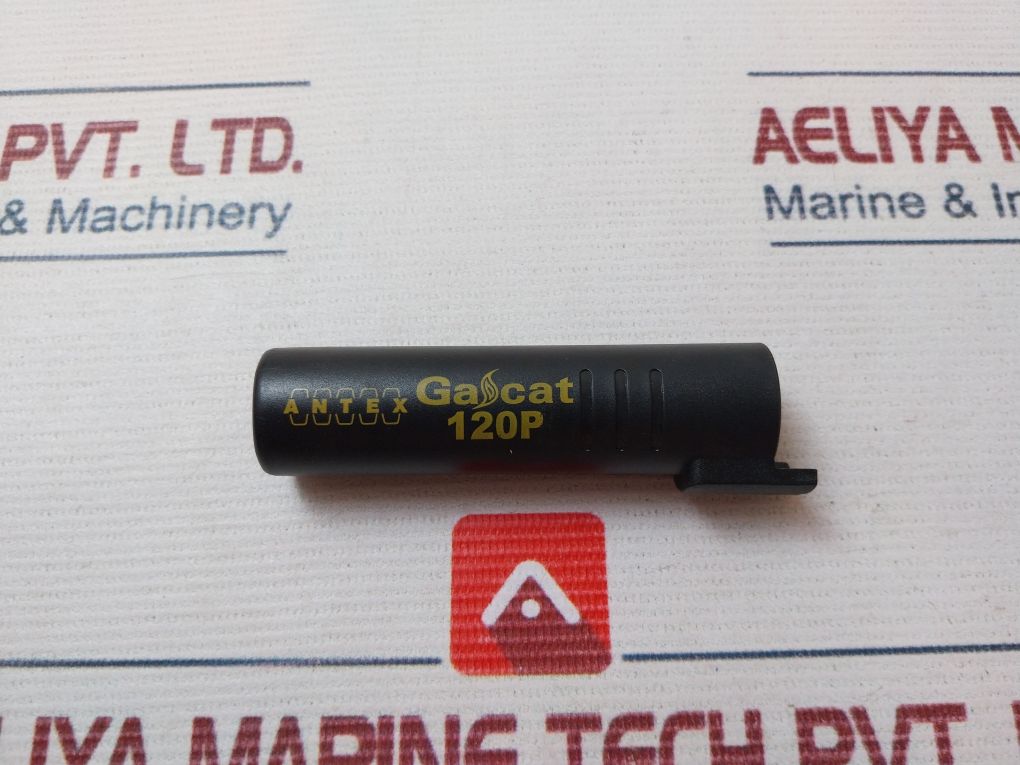 PVT. LTD.
& Machinery
AELIYA M
Marine & In
ANTEX Gascat
120P
LIYA MARINE TECH PVT.